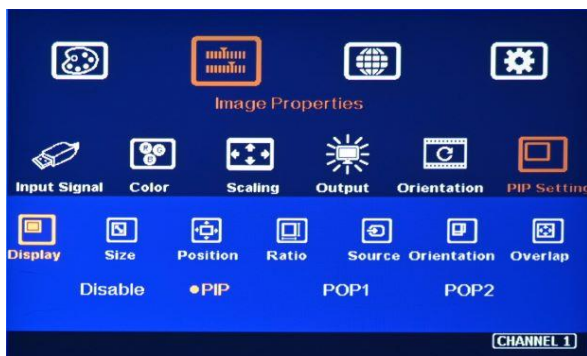 Image Properties
Input Signal Color Scaling Output Orientation PIP Setting
Display Size Position Ratio Source Orientation Overlap
Disable ●PIP POP1 POP2
CHANNEL 1